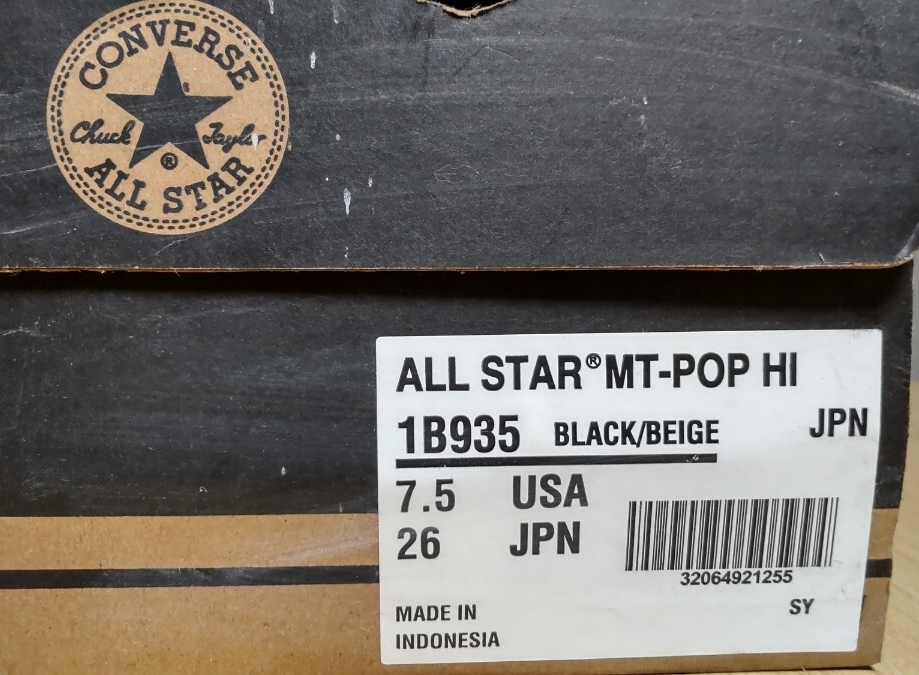 CONVERSE
Chuck Taylor
®
ALL STAR
ALL STAR® MT-POP HI
1B935 BLACK/BEIGE JPN
7.5 USA
26 JPN
32064921255
MADE IN SY
INDONESIA